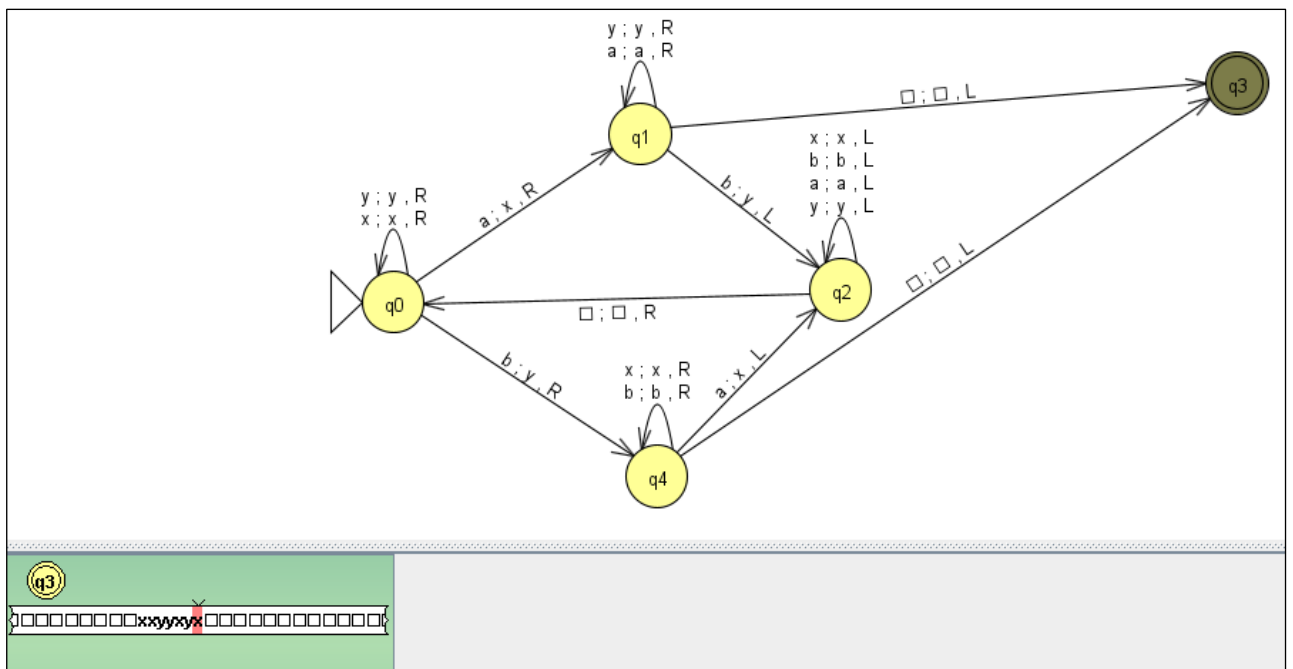 y ; y , R
a ; a , R
q3
□ ; □ , L
q1
x ; x , L
b ; b , L
a ; a , L
y ; y , L
b ; y , L
y ; y , R
x ; x , R
a ; x , R
□ ; □ , L
q0
q2
□ ; □ , R
b ; y , R
x ; x , R
b ; b , R
a ; x , L
q4
q3
□□□□□□□□□xxyyxyx□□□□□□□□□□□□